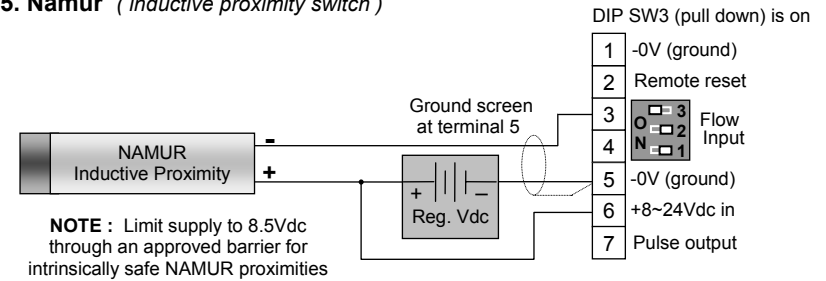 5. Namur ( inductive proximity switch )
DIP SW3 (pull down) is on
1 -0V (ground)
2 Remote reset
3
4
Flow
Input
O
N
3
2
1
5 -0V (ground)
6 +8~24Vdc in
7 Pulse output
Ground screen
at terminal 5
NAMUR
Inductive Proximity
-
+
+ −
Reg. Vdc
NOTE : Limit supply to 8.5Vdc
through an approved barrier for
intrinsically safe NAMUR proximities